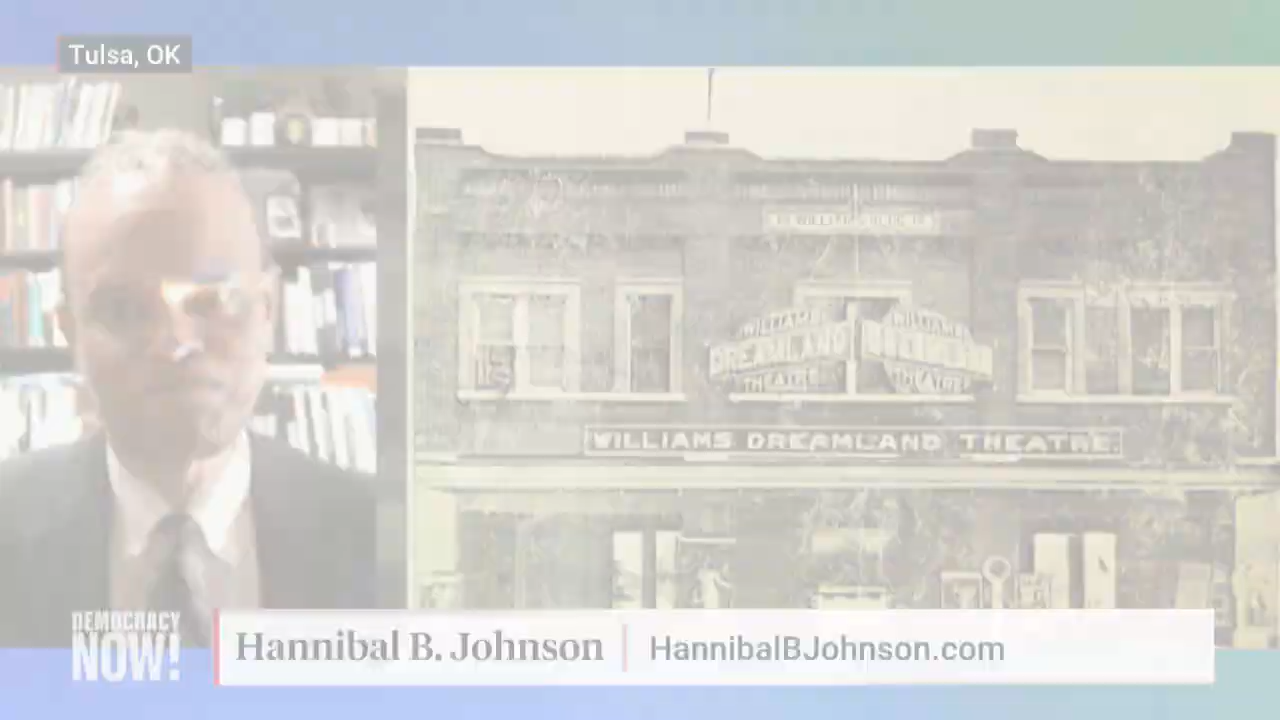 Tulsa, OK
WILLIAMS
WILLIAMS
DREAMLAND
THEATRE
THEATRE
WILLIAMS DREAMLAND THEATRE.
DEMOCRACY
NOW!
Hannibal B. Johnson
HannibalBJohnson.com